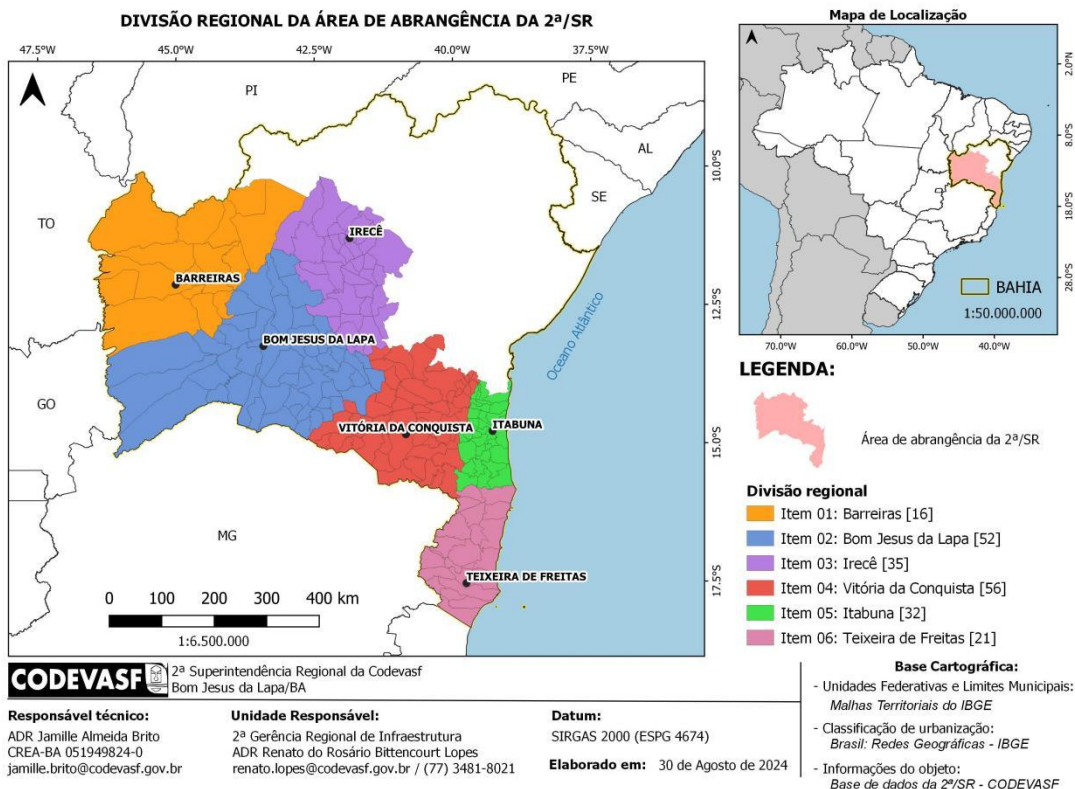 DIVISÃO REGIONAL DA ÁREA DE ABRANGÊNCIA DA 2ª/SR
47.5°W 45.0°W 42.5°W 40.0°W 37.5°W
PI
PE
AL
SE
TO
GO
MG
10.0°S
12.5°S
15.0°S
17.5°S
IRECÊ
BARREIRAS
BOM JESUS DA LAPA
VITÓRIA DA CONQUISTA
ITABUNA
TEIXEIRA DE FREITAS
Oceano Atlântico
0 100 200 300 400 km
1:6.500.000
Mapa de Localização
2.0°N
8.0°S
18.0°S
28.0°S
BAHIA
1:50.000.000
70.0°W 60.0°W 50.0°W 40.0°W
LEGENDA:
Área de abrangência da 2ª/SR
Divisão regional
Item 01: Barreiras [16]
Item 02: Bom Jesus da Lapa [52]
Item 03: Irecê [35]
Item 04: Vitória da Conquista [56]
Item 05: Itabuna [32]
Item 06: Teixeira de Freitas [21]
CODEVASF
2ª Superintendência Regional da Codevasf
Bom Jesus da Lapa/BA
Responsável técnico:
ADR Jamille Almeida Brito
CREA-BA 051949824-0
jamille.brito@codevasf.gov.br
Unidade Responsável:
2ª Gerência Regional de Infraestrutura
ADR Renato do Rosário Bittencourt Lopes
renato.lopes@codevasf.gov.br / (77) 3481-8021
Datum:
SIRGAS 2000 (ESPG 4674)
Elaborado em: 30 de Agosto de 2024
Base Cartográfica:
- Unidades Federativas e Limites Municipais:
Malhas Territoriais do IBGE
- Classificação de urbanização:
Brasil: Redes Geográficas - IBGE
- Informações do objeto:
Base de dados da 2ª/SR - CODEVASF